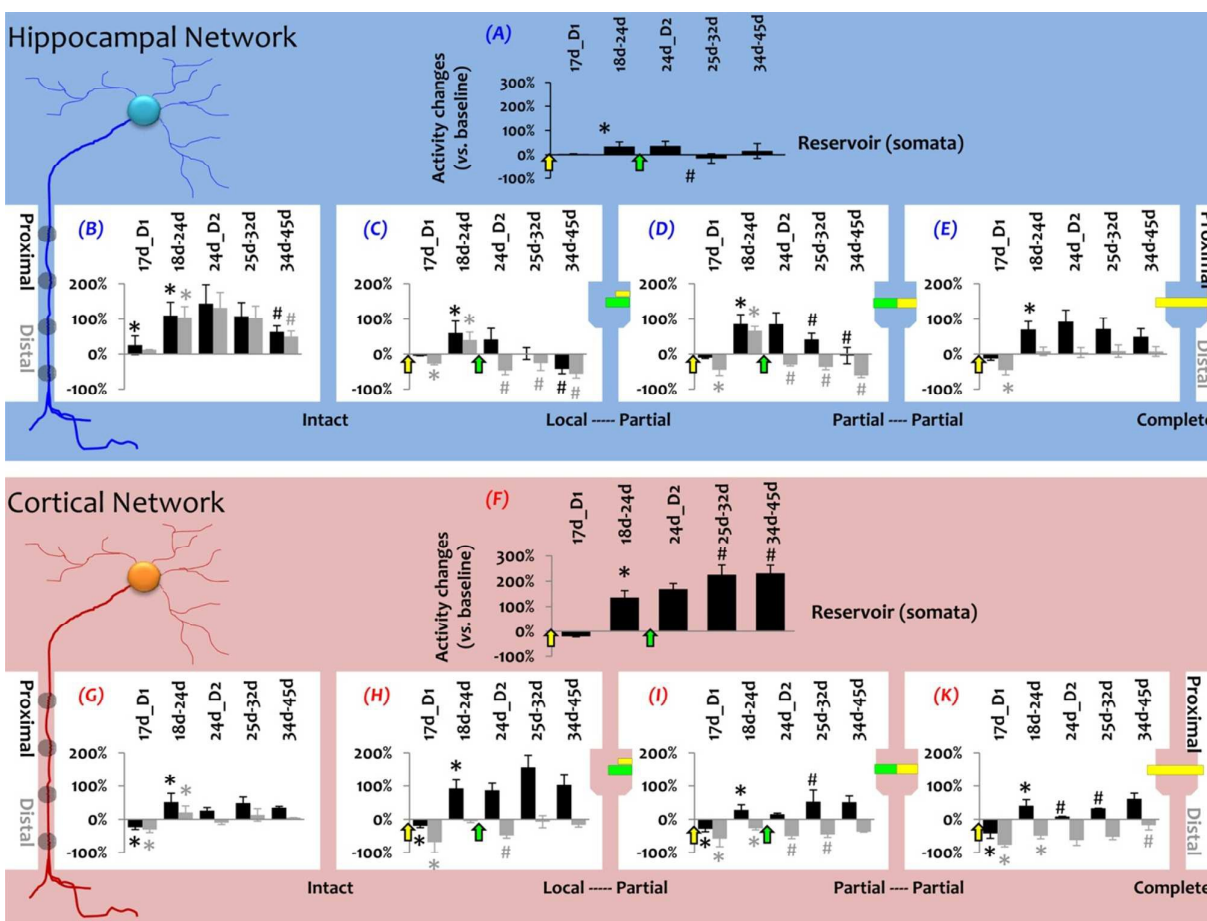 Hippocampal Network
(A)
17d_D1
18d-24d
24d_D2
25d-32d
34d-45d
Activity changes
(vs. baseline)
300%
200%
100%
0%
-100%
*
#
Reservoir (somata)
Proximal
Distal
(B)
17d_D1
18d-24d
24d_D2
25d-32d
34d-45d
200%
100%
0%
-100%
*
*
*
#
#
Intact
(C)
17d_D1
18d-24d
24d_D2
25d-32d
34d-45d
200%
100%
0%
-100%
*
*
*
#
#
#
#
Local ----- Partial
(D)
17d_D1
18d-24d
24d_D2
25d-32d
34d-45d
200%
100%
0%
-100%
*
*
*
#
#
#
#
#
Partial ---- Partial
(E)
17d_D1
18d-24d
24d_D2
25d-32d
34d-45d
200%
100%
0%
-100%
*
*
Complete
Proximal
Distal
Cortical Network
(F)
17d_D1
18d-24d
24d_D2
25d-32d
34d-45d
Activity changes
(vs. baseline)
300%
200%
100%
0%
-100%
*
#
#
Reservoir (somata)
Proximal
Distal
(G)
17d_D1
18d-24d
24d_D2
25d-32d
34d-45d
200%
100%
0%
-100%
*
*
*
*
Intact
(H)
17d_D1
18d-24d
24d_D2
25d-32d
34d-45d
200%
100%
0%
-100%
*
*
*
#
Local ----- Partial
(I)
17d_D1
18d-24d
24d_D2
25d-32d
34d-45d
200%
100%
0%
-100%
*
*
*
*
#
#
#
Partial ---- Partial
(K)
17d_D1
18d-24d
24d_D2
25d-32d
34d-45d
200%
100%
0%
-100%
*
*
*
*
#
#
#
Complete
Proximal
Distal